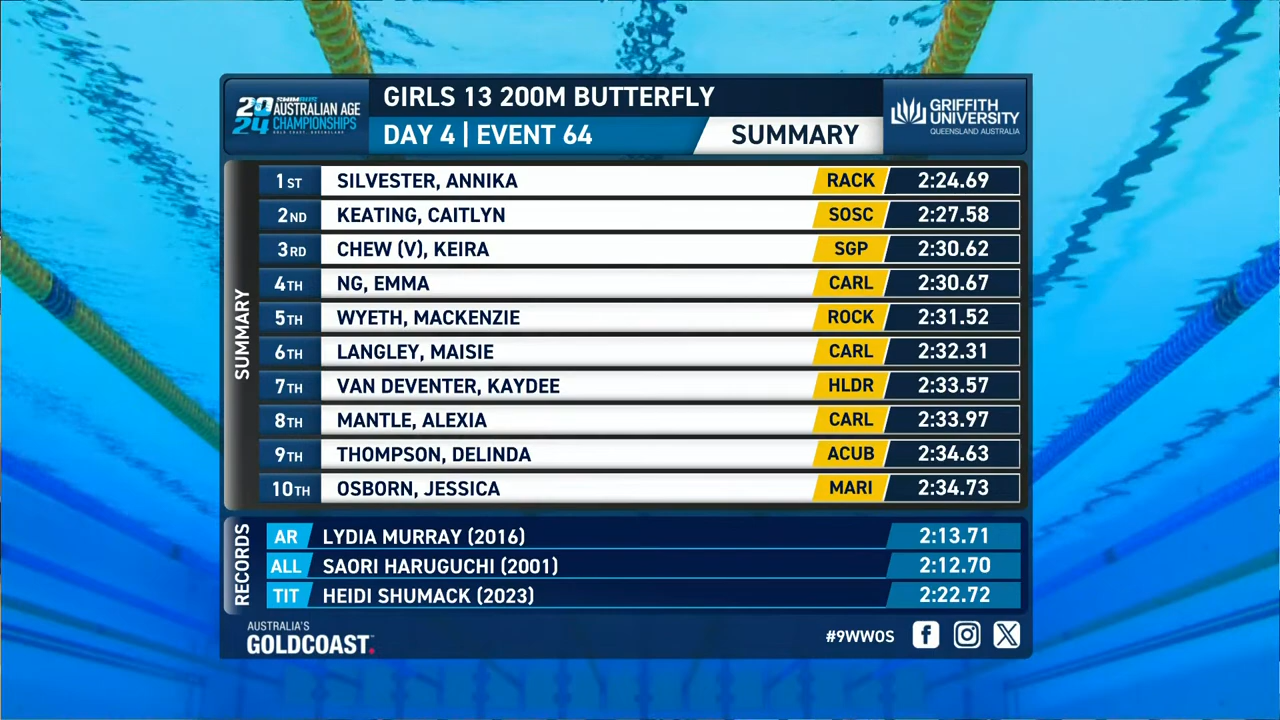 2024 SWIMMING AUSTRALIAN AGE CHAMPIONSHIPS
GOLD COAST, QUEENSLAND
GIRLS 13 200M BUTTERFLY
DAY 4 | EVENT 64
SUMMARY
GRIFFITH UNIVERSITY
QUEENSLAND AUSTRALIA
SUMMARY
1ST SILVESTER, ANNIKA RACK 2:24.69
2ND KEATING, CAITLYN SOSC 2:27.58
3RD CHEW (V), KEIRA SGP 2:30.62
4TH NG, EMMA CARL 2:30.67
5TH WYETH, MACKENZIE ROCK 2:31.52
6TH LANGLEY, MAISIE CARL 2:32.31
7TH VAN DEVENTER, KAYDEE HLDR 2:33.57
8TH MANTLE, ALEXIA CARL 2:33.97
9TH THOMPSON, DELINDA ACUB 2:34.63
10TH OSBORN, JESSICA MARI 2:34.73
RECORDS
AR LYDIA MURRAY (2016) 2:13.71
ALL SAORI HARUGUCHI (2001) 2:12.70
TIT HEIDI SHUMACK (2023) 2:22.72
AUSTRALIA'S
GOLDCOAST.
#9WWOS